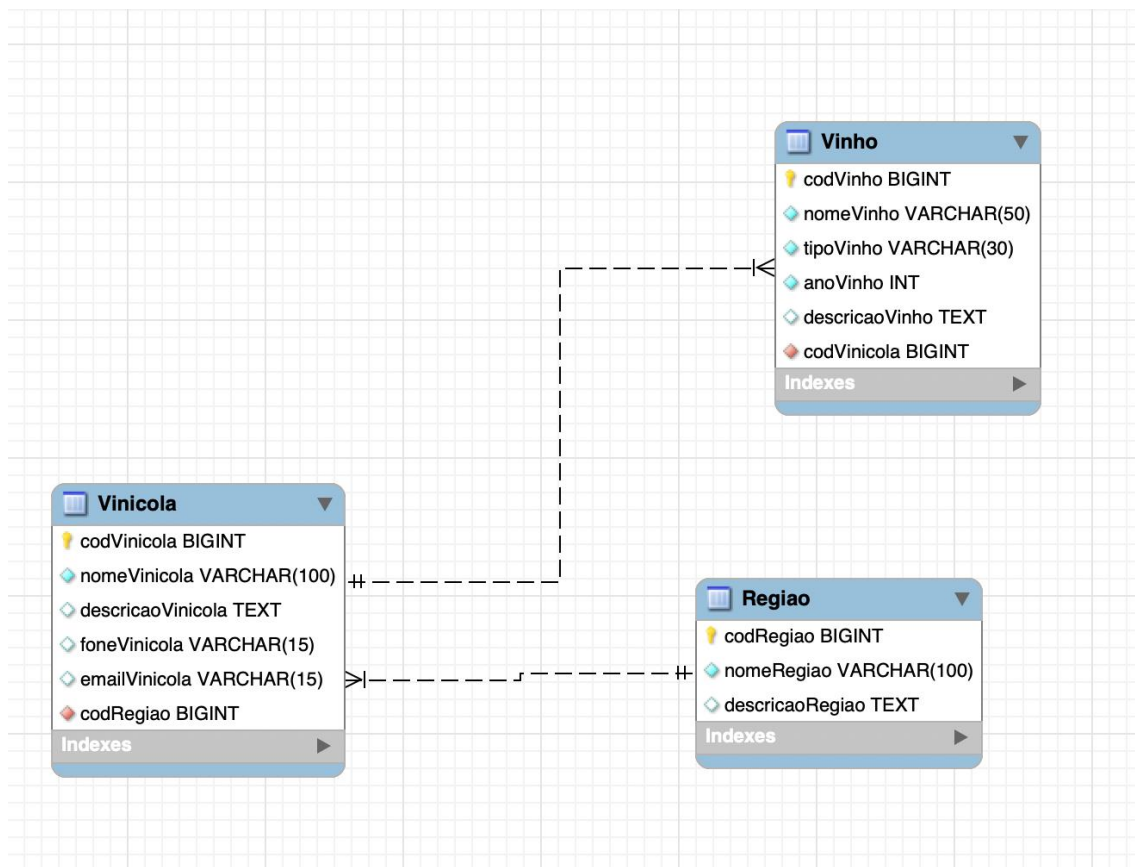 Vinho
codVinho BIGINT
nomeVinho VARCHAR(50)
tipoVinho VARCHAR(30)
anoVinho INT
descricaoVinho TEXT
codVinicola BIGINT
Indexes
Vinicola
codVinicola BIGINT
nomeVinicola VARCHAR(100)
descricaoVinicola TEXT
foneVinicola VARCHAR(15)
emailVinicola VARCHAR(15)
codRegiao BIGINT
Indexes
Regiao
codRegiao BIGINT
nomeRegiao VARCHAR(100)
descricaoRegiao TEXT
Indexes